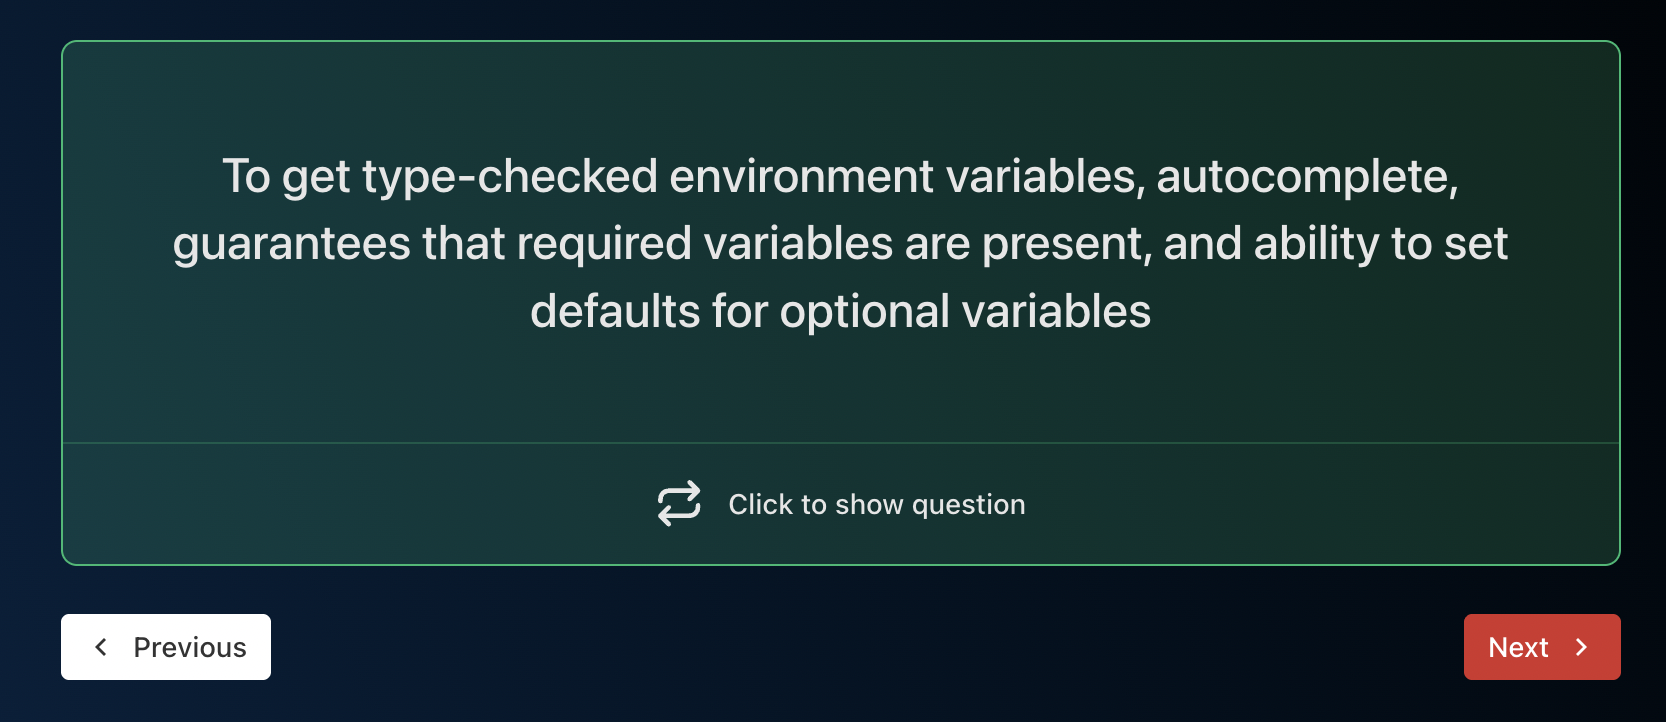 To get type-checked environment variables, autocomplete,
guarantees that required variables are present, and ability to set
defaults for optional variables
Click to show question
Previous
Next